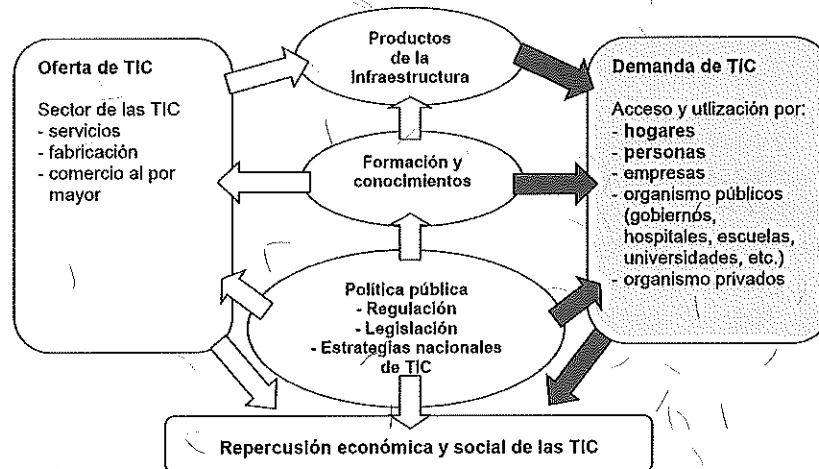 Oferta de TIC
Sector de las TIC
- servicios
- fabricación
- comercio al por
mayor
Productos
de la
Infraestructura
Formación y
conocimientos
Política pública
- Regulación
- Legislación
- Estrategias nacionales
de TIC
Demanda de TIC
Acceso y utlización por:
- hogares
- personas
- empresas
- organismo públicos
(gobiernos,
hospitales, escuelas,
universidades, etc.)
- organismo privados
Repercusión económica y social de las TIC